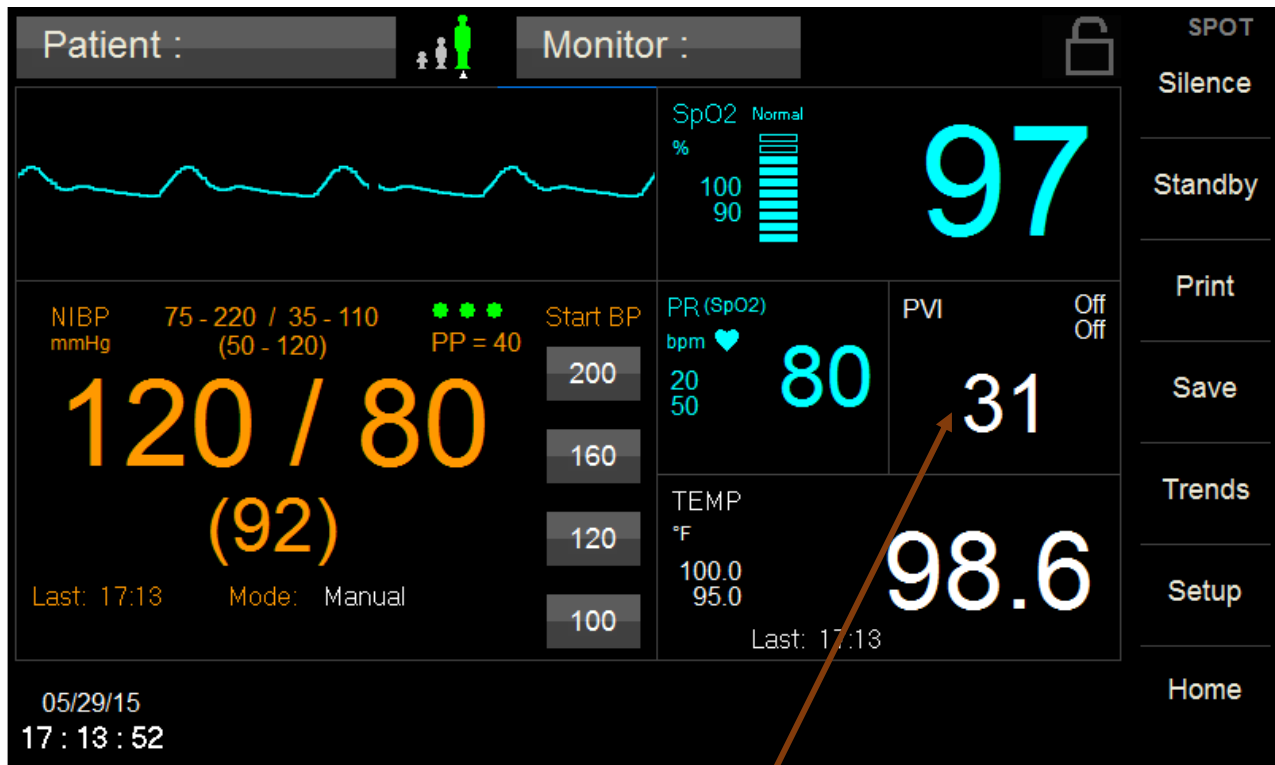 Patient :
Monitor :
SPOT
Silence
Standby
Print
Save
Trends
Setup
Home
SpO2 Normal
%
100
90
97
NIBP 75 - 220 / 35 - 110
mmHg (50 - 120) PP = 40
120 / 80
(92)
Last: 17:13 Mode: Manual
Start BP
200
160
120
100
PR (SpO2)
bpm
20
50
80
PVI Off
Off
31
TEMP
°F
100.0
95.0
98.6
Last: 17:13
05/29/15
17 : 13 : 52